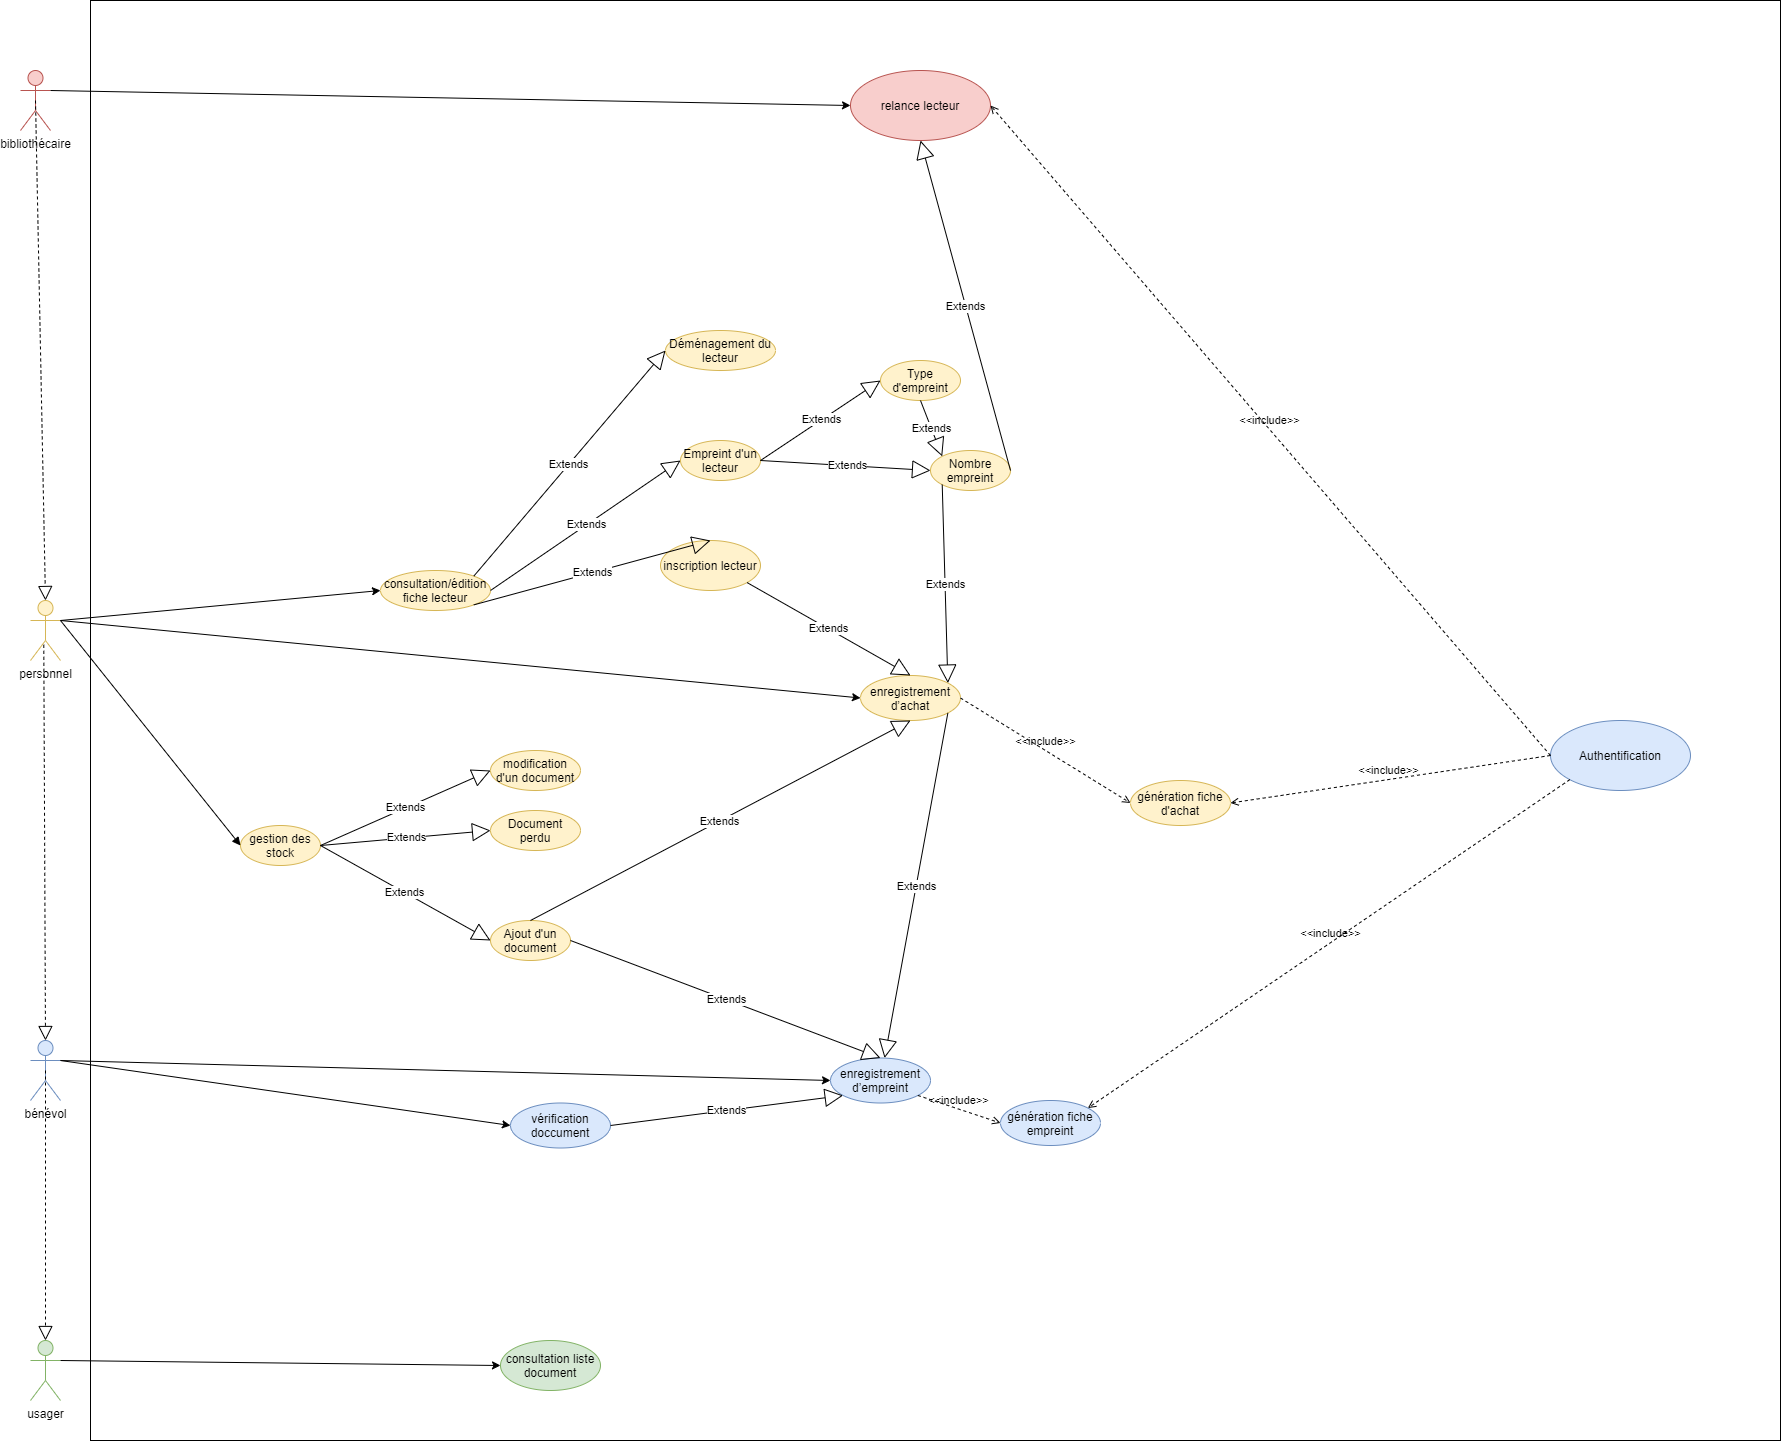 relance lecteur
bibliothécaire
Extends
Déménagement du
lecteur
Type
d'empreint
Extends
<<include>>
Extends
Empreint d'un
lecteur
Extends
Extends
Nombre
empreint
Extends
inscription lecteur
Extends
consultation/édition
fiche lecteur
Extends
Extends
personnel
enregistrement
d'achat
<<include>>
Authentification
modification
d'un document
<<include>>
génération fiche
d'achat
Extends
Document
perdu
Extends
Extends
gestion des
stock
Extends
Extends
Ajout d'un
document
<<include>>
Extends
enregistrement
d'empreint
<<include>>
bénévol
vérification
doccument
Extends
génération fiche
empreint
consultation liste
document
usager